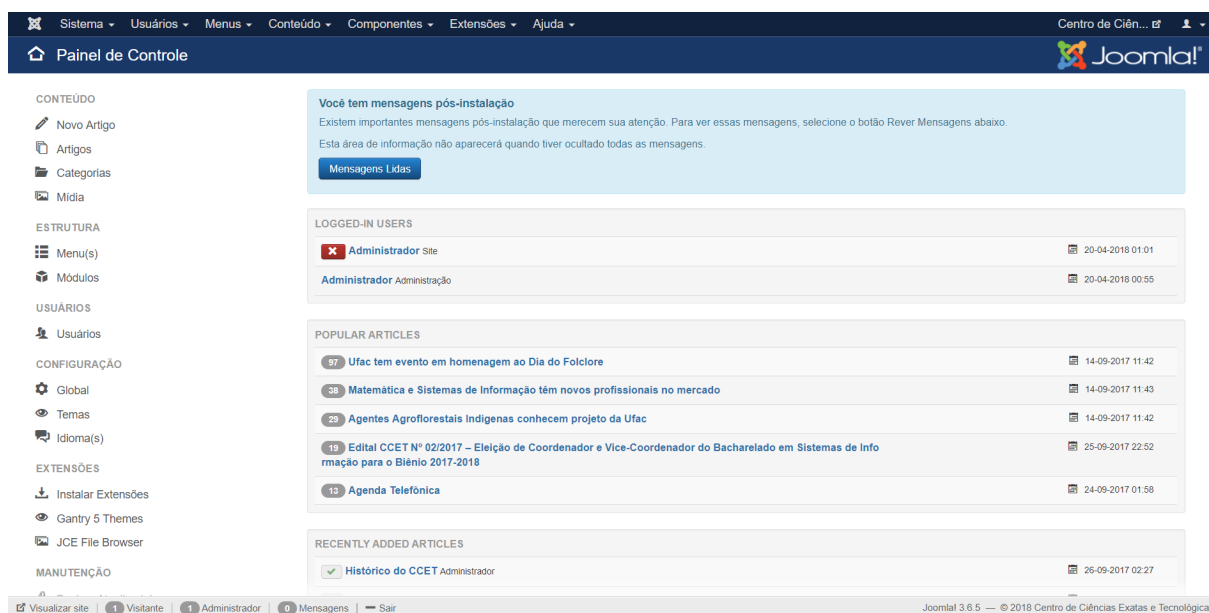 Sistema Usuários Menus Conteúdo Componentes Extensões Ajuda Centro de Ciên...
Painel de Controle Joomla!
CONTEÚDO
Novo Artigo
Artigos
Categorias
Mídia
ESTRUTURA
Menu(s)
Módulos
USUÁRIOS
Usuários
CONFIGURAÇÃO
Global
Temas
Idioma(s)
EXTENSÕES
Instalar Extensões
Gantry 5 Themes
JCE File Browser
MANUTENÇÃO
Você tem mensagens pós-instalação
Existem importantes mensagens pós-instalação que merecem sua atenção. Para ver essas mensagens, selecione o botão Rever Mensagens abaixo.
Esta área de informação não aparecerá quando tiver ocultado todas as mensagens.
Mensagens Lidas
LOGGED-IN USERS
Administrador Site 20-04-2018 01:01
Administrador Administração 20-04-2018 00:55
POPULAR ARTICLES
97 Ufac tem evento em homenagem ao Dia do Folclore 14-09-2017 11:42
38 Matemática e Sistemas de Informação têm novos profissionais no mercado 14-09-2017 11:43
29 Agentes Agroflorestais Indígenas conhecem projeto da Ufac 14-09-2017 11:42
19 Edital CCET Nº 02/2017 – Eleição de Coordenador e Vice-Coordenador do Bacharelado em Sistemas de Info 25-09-2017 22:52
rmação para o Biênio 2017-2018
13 Agenda Telefônica 24-09-2017 01:58
RECENTLY ADDED ARTICLES
Histórico do CCET Administrador 26-09-2017 02:27
Visualizar site 1 Visitante 1 Administrador 0 Mensagens Sair Joomla! 3.6.5 — © 2018 Centro de Ciências Exatas e Tecnológica